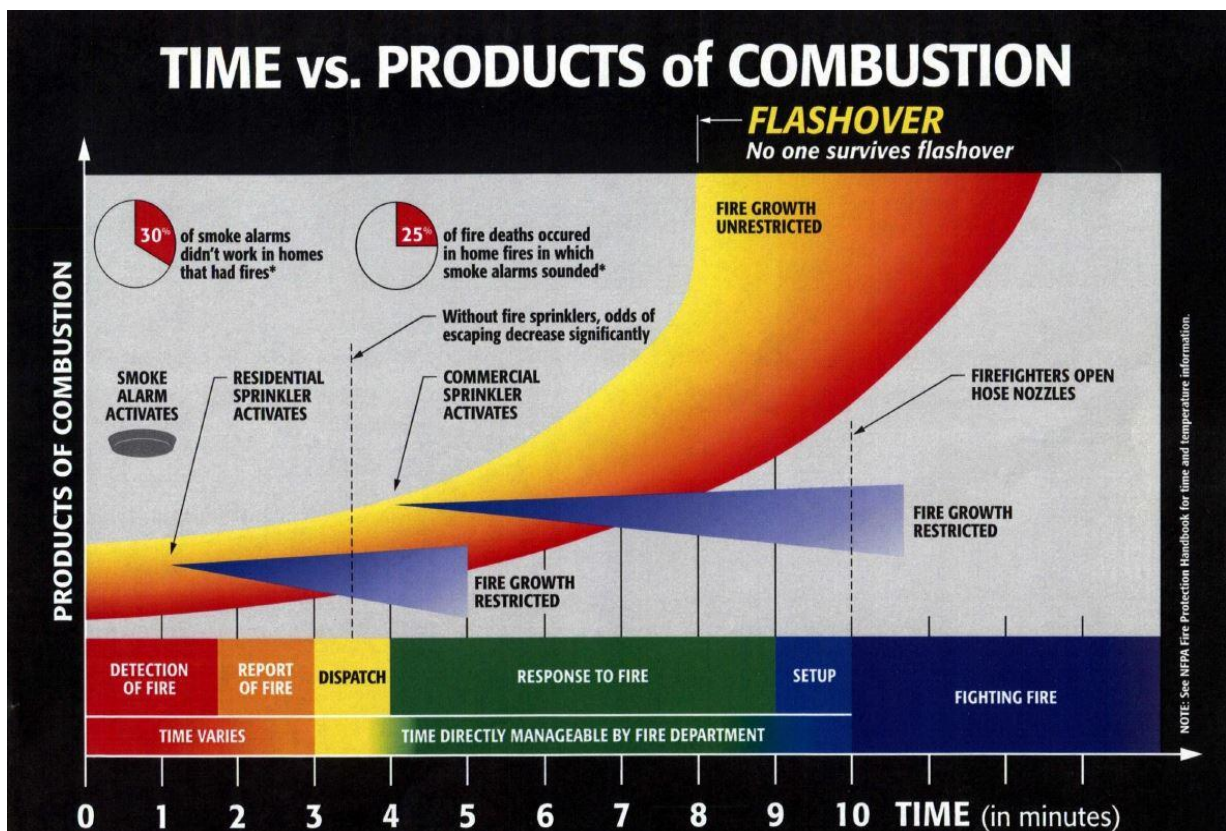 TIME vs. PRODUCTS of COMBUSTION
FLASHOVER
No one survives flashover
30%
of smoke alarms
didn't work in homes
that had fires*
25%
of fire deaths occured
in home fires in which
smoke alarms sounded*
FIRE GROWTH
UNRESTRICTED
Without fire sprinklers, odds of
escaping decrease significantly
SMOKE
ALARM
ACTIVATES
RESIDENTIAL
SPRINKLER
ACTIVATES
COMMERCIAL
SPRINKLER
ACTIVATES
FIREFIGHTERS OPEN
HOSE NOZZLES
FIRE GROWTH
RESTRICTED
FIRE GROWTH
RESTRICTED
PRODUCTS OF COMBUSTION
NOTE: See NFPA Fire Protection Handbook for time and temperature information.
DETECTION
OF FIRE
REPORT
OF FIRE
DISPATCH
RESPONSE TO FIRE
SETUP
FIGHTING FIRE
TIME VARIES
TIME DIRECTLY MANAGEABLE BY FIRE DEPARTMENT
0 1 2 3 4 5 6 7 8 9 10 TIME (in minutes)